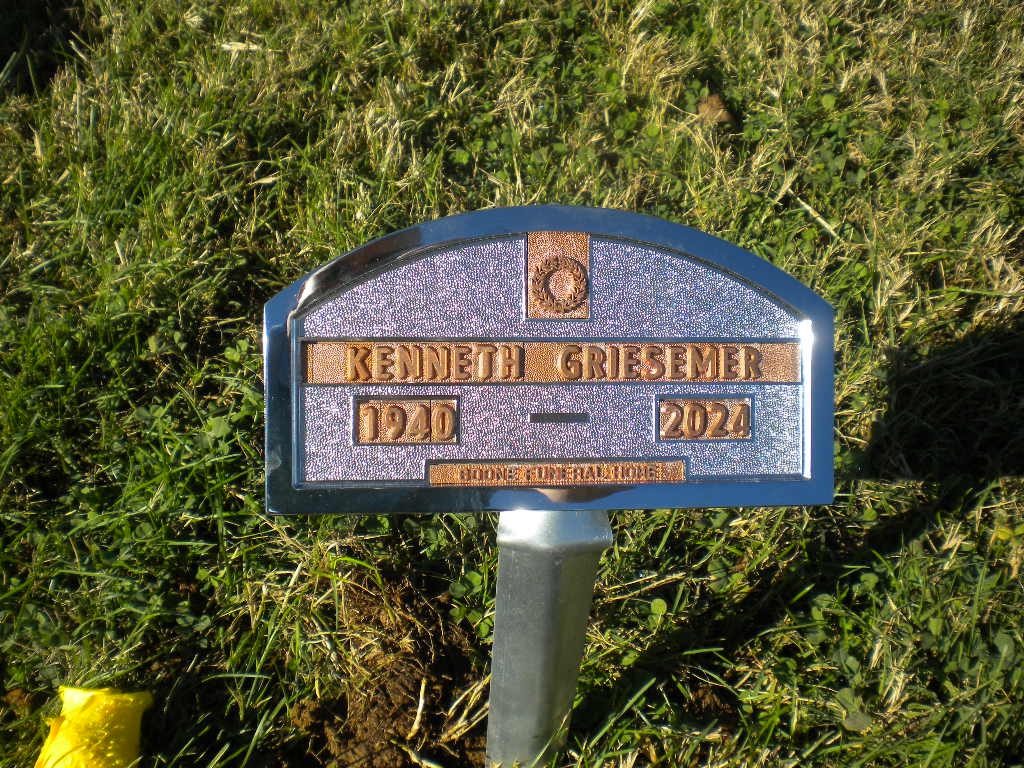 KENNETH GRIESEMER
1940 — 2024
BOONE FUNERAL HOME